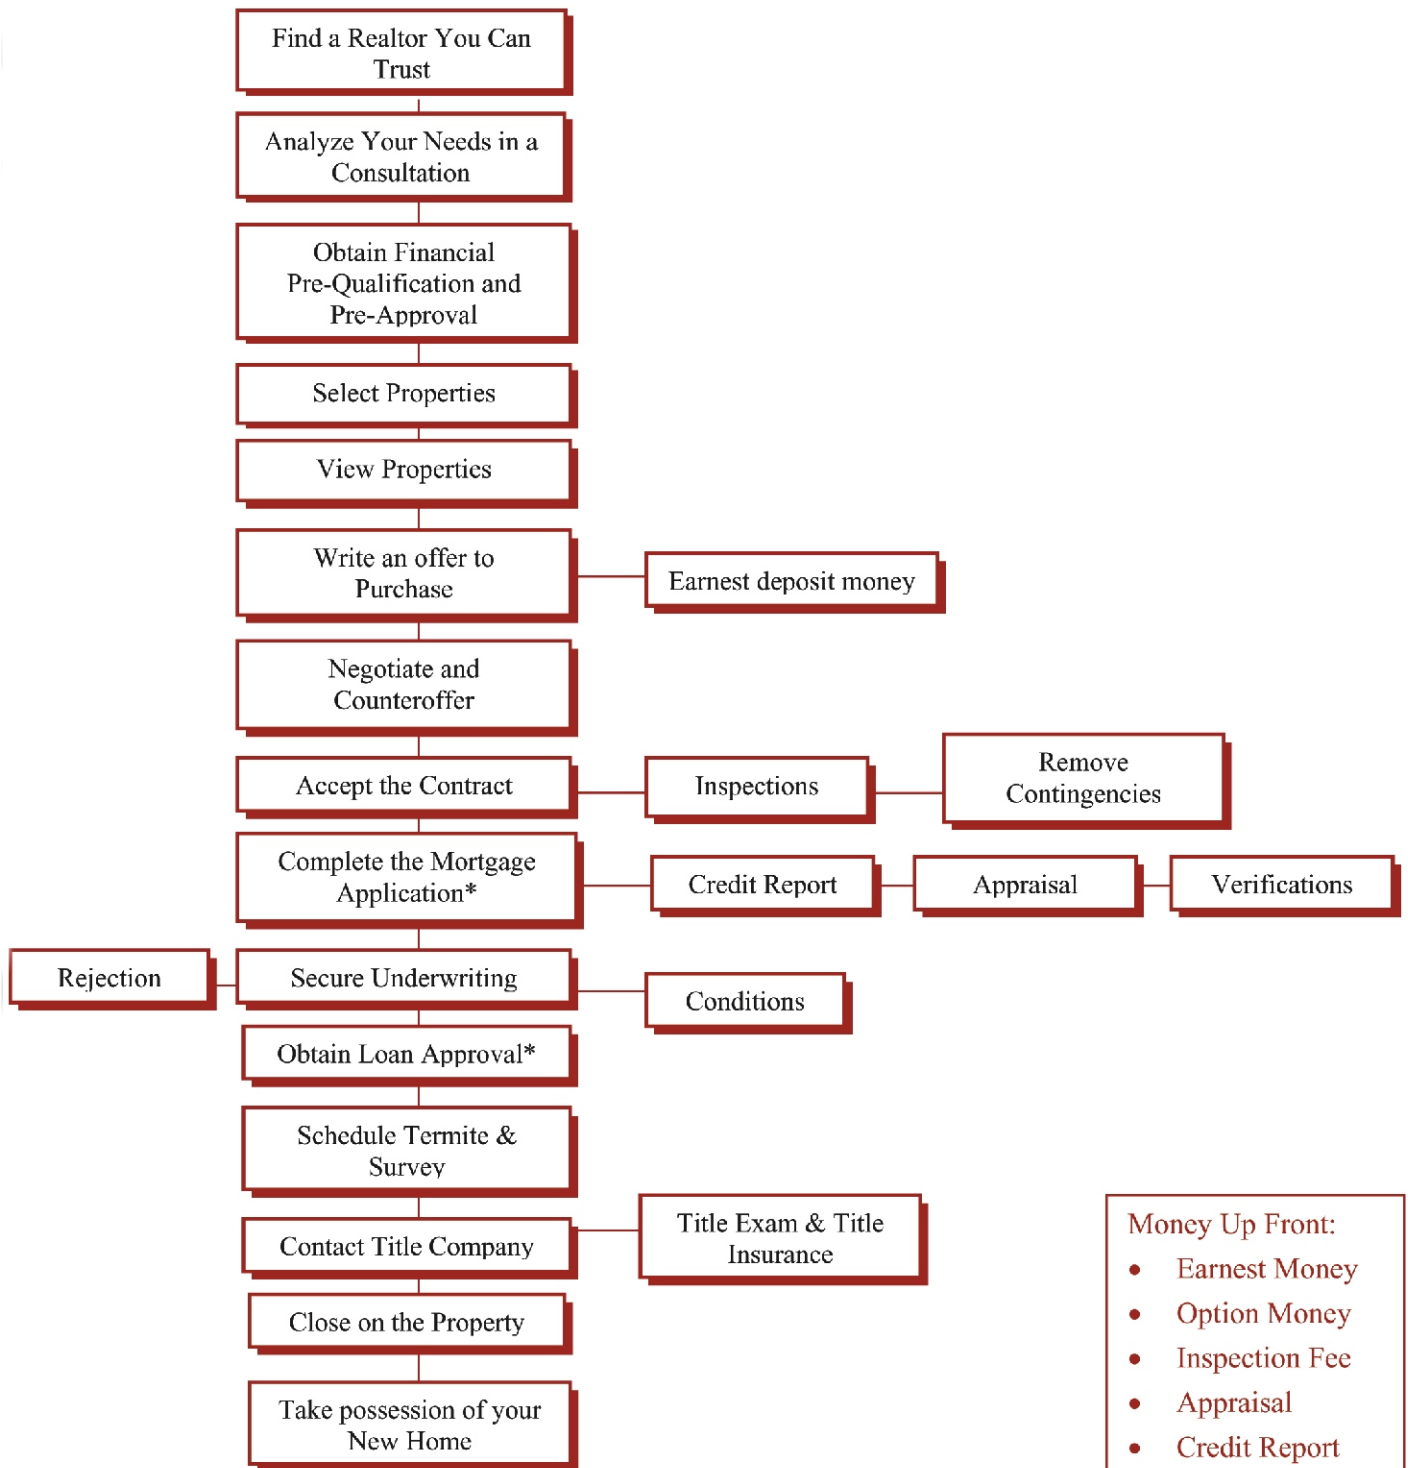 Find a Realtor You Can
Trust
Analyze Your Needs in a
Consultation
Obtain Financial
Pre-Qualification and
Pre-Approval
Select Properties
View Properties
Write an offer to
Purchase
Earnest deposit money
Negotiate and
Counteroffer
Accept the Contract
Inspections
Remove
Contingencies
Complete the Mortgage
Application*
Credit Report
Appraisal
Verifications
Rejection
Secure Underwriting
Conditions
Obtain Loan Approval*
Schedule Termite &
Survey
Contact Title Company
Title Exam & Title
Insurance
Close on the Property
Take possession of your
New Home
Money Up Front:
• Earnest Money
• Option Money
• Inspection Fee
• Appraisal
• Credit Report